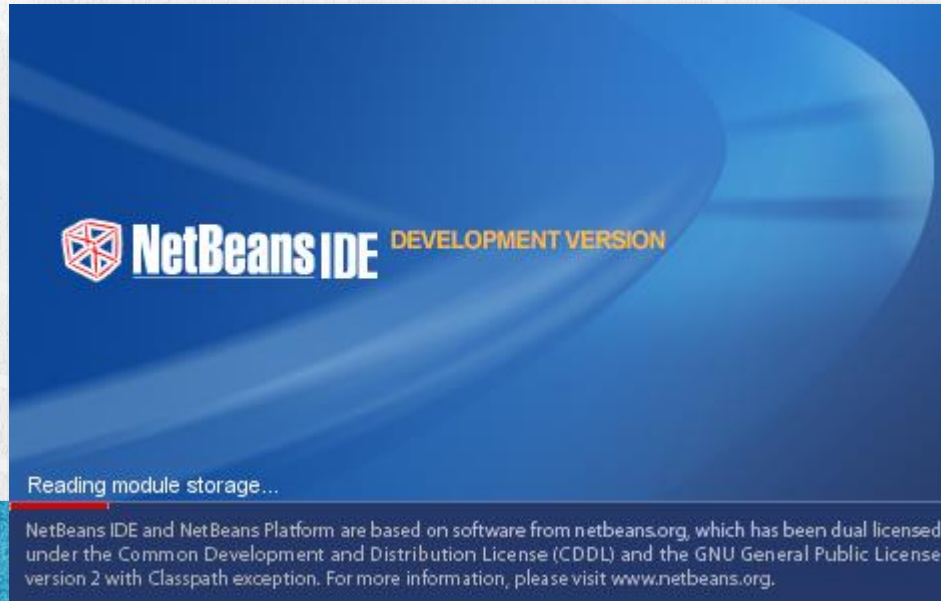 NetBeans IDE DEVELOPMENT VERSION
Reading module storage...
NetBeans IDE and NetBeans Platform are based on software from netbeans.org, which has been dual licensed
under the Common Development and Distribution License (CDDL) and the GNU General Public License
version 2 with Classpath exception. For more information, please visit www.netbeans.org.